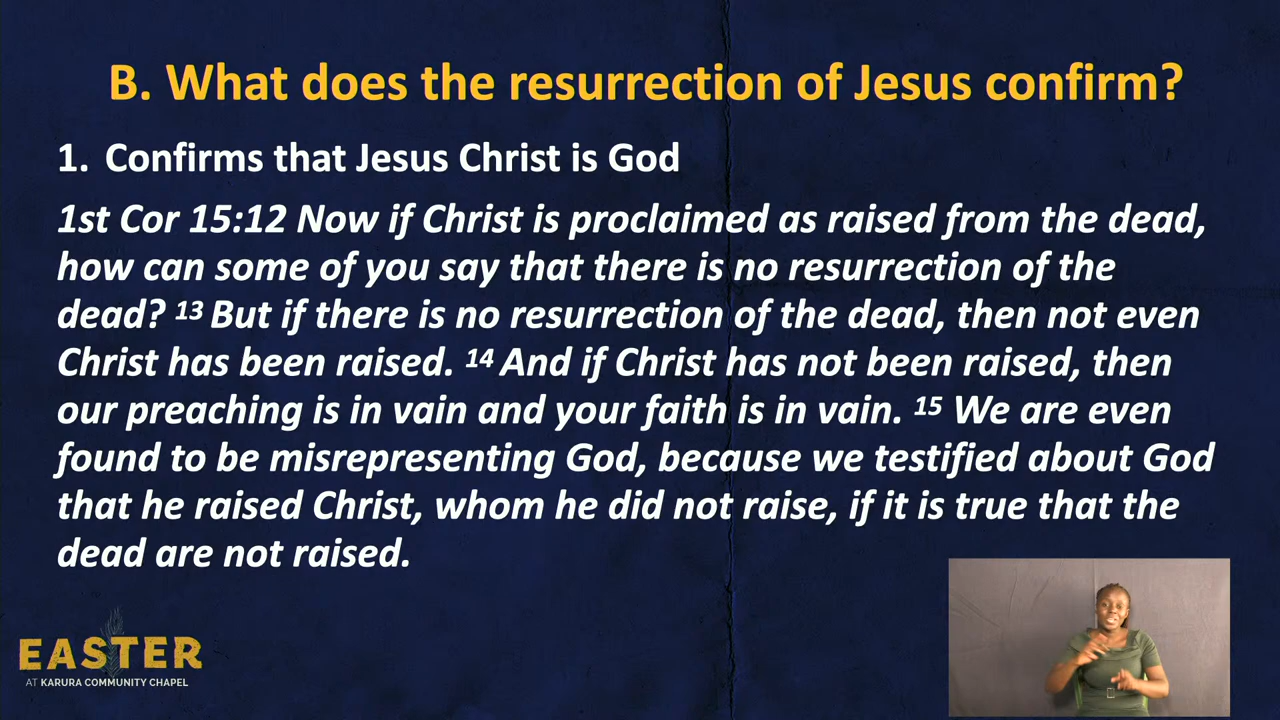 B. What does the resurrection of Jesus confirm?
1. Confirms that Jesus Christ is God
1st Cor 15:12 Now if Christ is proclaimed as raised from the dead,
how can some of you say that there is no resurrection of the
dead? 13 But if there is no resurrection of the dead, then not even
Christ has been raised. 14 And if Christ has not been raised, then
our preaching is in vain and your faith is in vain. 15 We are even
found to be misrepresenting God, because we testified about God
that he raised Christ, whom he did not raise, if it is true that the
dead are not raised.
EASTER
AT KARURA COMMUNITY CHAPEL